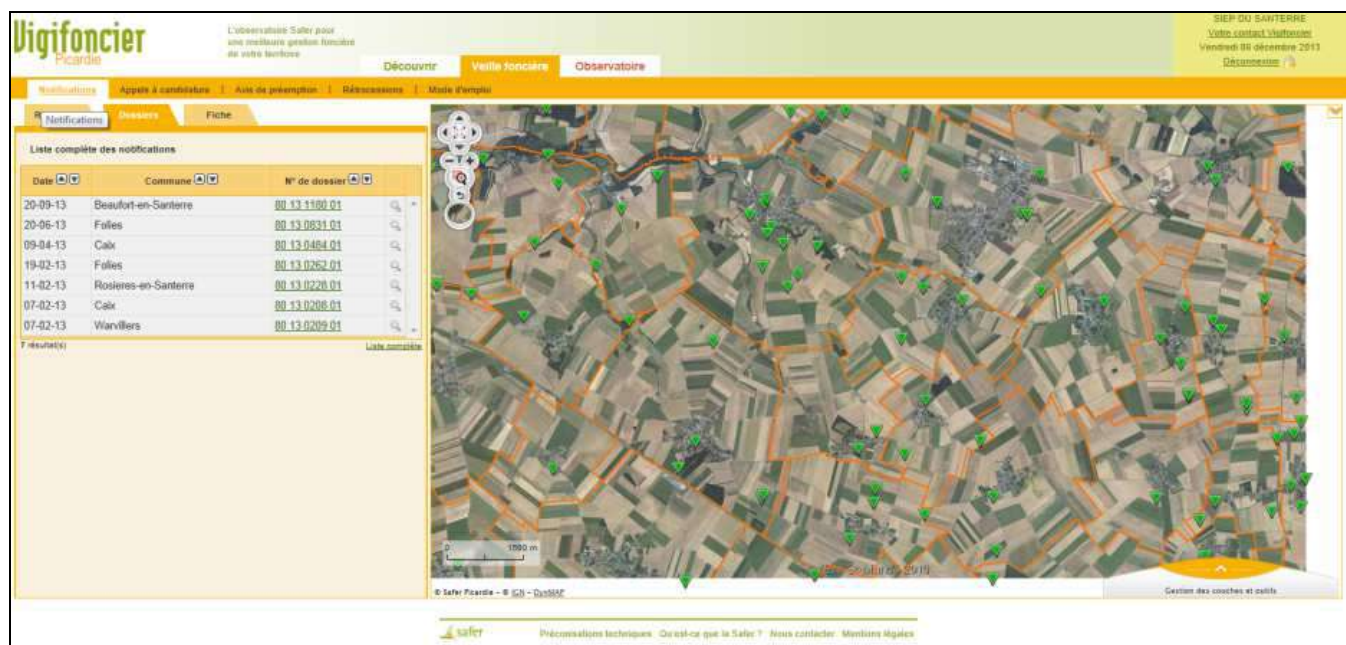 Vigifoncier
Picardie
L'observatoire Safer pour
une meilleure gestion foncière
de votre territoire
SIEP DU SANTERRE
Votre contact Vigifoncier
Vendredi 06 décembre 2013
Déconnexion
Découvrir Veille foncière Observatoire
Notifications Appels à candidature | Avis de préemption | Rétrocessions | Mode d'emploi
Notifications Dossiers Fiche
Liste complète des notifications
Date Commune N° de dossier
20-09-13 Beaufort-en-Santerre 80 13 1180 01
20-06-13 Folies 80 13 0631 01
09-04-13 Caix 80 13 0484 01
19-02-13 Folies 80 13 0262 01
11-02-13 Rosieres-en-Santerre 80 13 0228 01
07-02-13 Caix 80 13 0208 01
07-02-13 Warvillers 80 13 0209 01
7 résultat(s) Liste complète
T
0 1500 m
© Safer Picardie – © IGN – DynMAP
Gestion des couches et outils
safer Préconisations techniques Qu'est-ce que la Safer ? Nous contacter Mentions légales